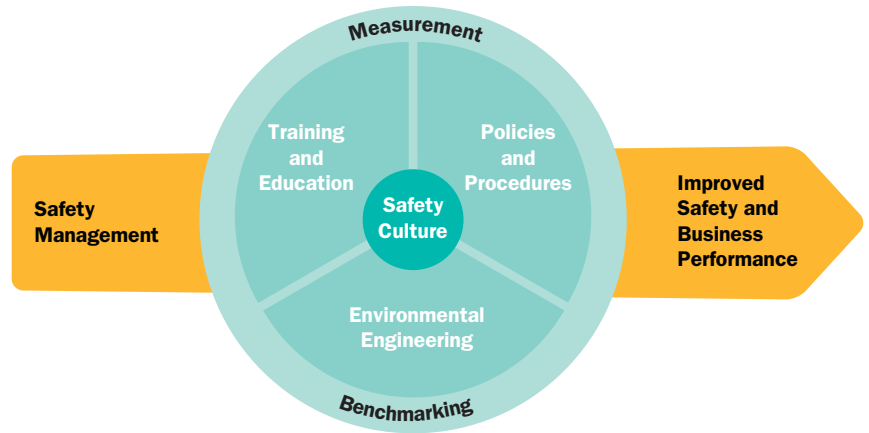 Measurement
Training
and
Education
Policies
and
Procedures
Safety
Management
Safety
Culture
Improved
Safety and
Business
Performance
Environmental
Engineering
Benchmarking